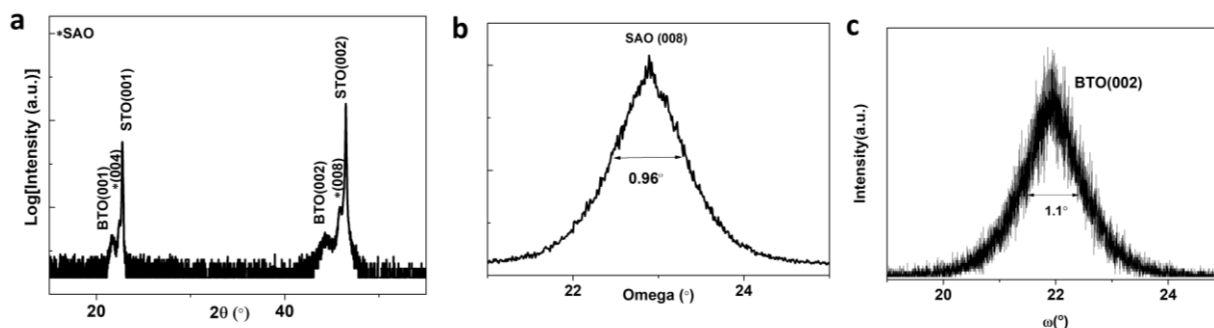 a
*SAO
Log[Intensity (a.u.)]
BTO(001)
*(004)
STO(001)
BTO(002)
*(008)
STO(002)
20
40
2θ (°)
b
SAO (008)
0.96°
22
24
Omega (°)
c
BTO(002)
Intensity(a.u.)
1.1°
20
22
24
ω(°)